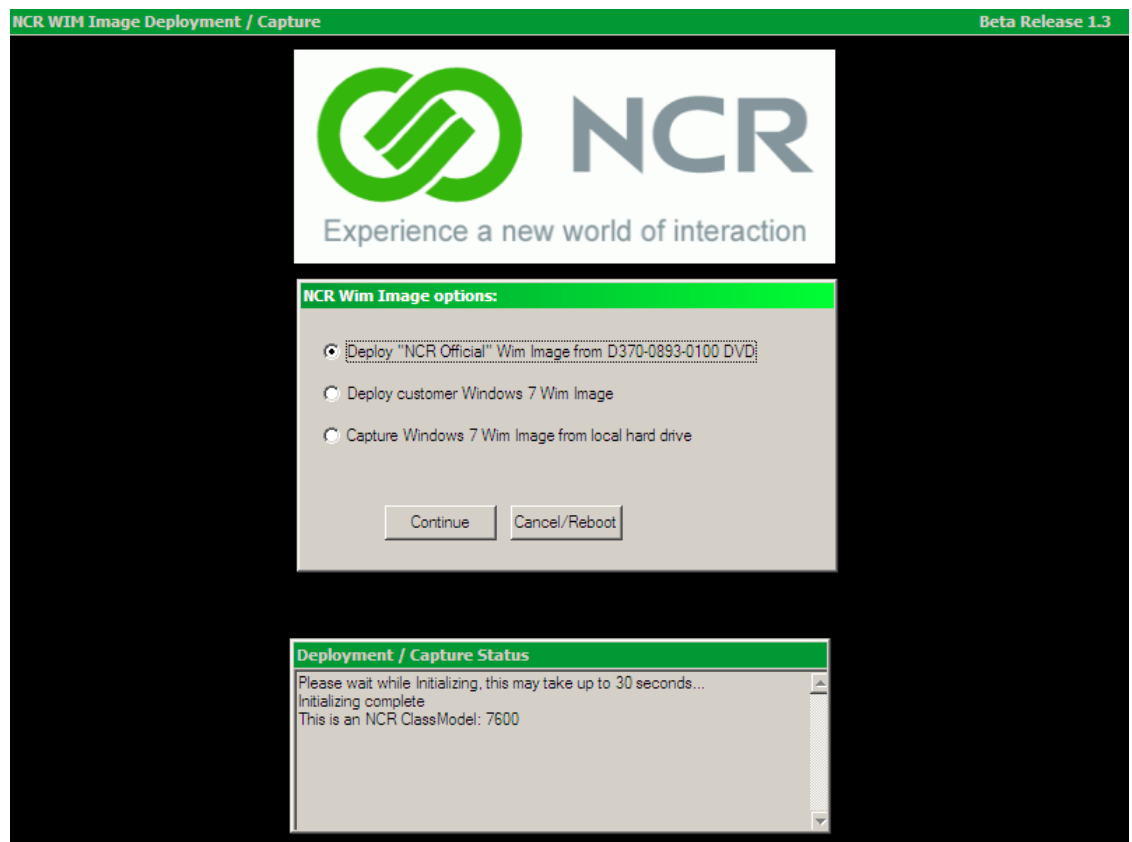 NCR WIM Image Deployment / Capture
Beta Release 1.3
NCR
Experience a new world of interaction
NCR Wim Image options:
Deploy "NCR Official" Wim Image from D370-0893-0100 DVD
Deploy customer Windows 7 Wim Image
Capture Windows 7 Wim Image from local hard drive
Continue
Cancel/Reboot
Deployment / Capture Status
Please wait while Initializing, this may take up to 30 seconds...
Initializing complete
This is an NCR ClassModel: 7600